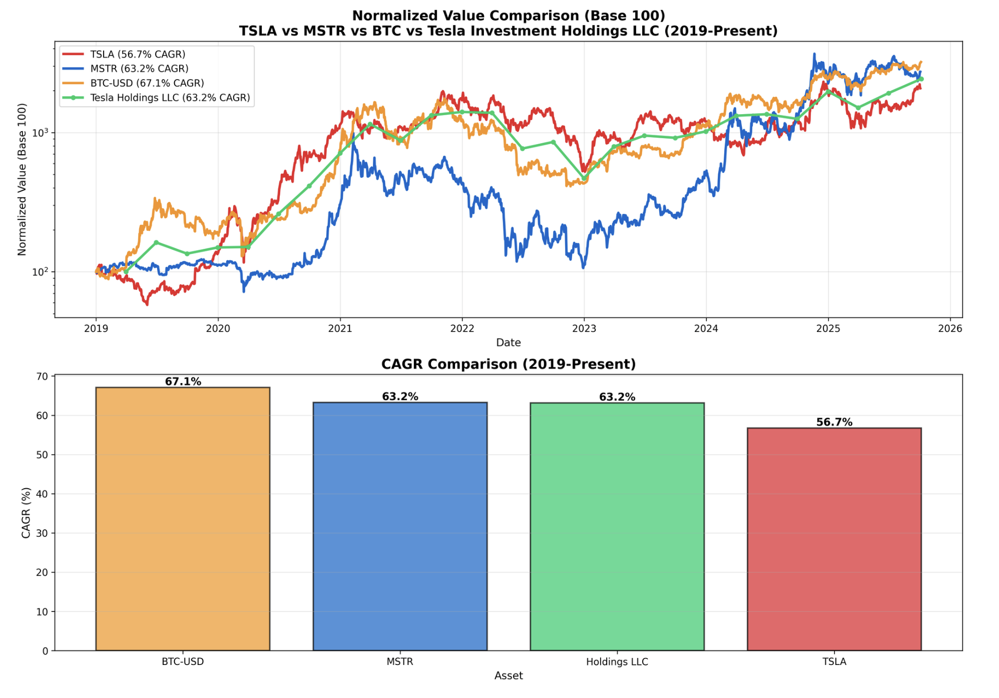 Normalized Value Comparison (Base 100)
TSLA vs MSTR vs BTC vs Tesla Investment Holdings LLC (2019-Present)
TSLA (56.7% CAGR)
MSTR (63.2% CAGR)
BTC-USD (67.1% CAGR)
Tesla Holdings LLC (63.2% CAGR)
Normalized Value (Base 100)
10³
10²
2019 2020 2021 2022 2023 2024 2025 2026
Date
CAGR Comparison (2019-Present)
CAGR (%)
70
60
50
40
30
20
10
0
67.1%
63.2%
63.2%
56.7%
BTC-USD MSTR Holdings LLC TSLA
Asset